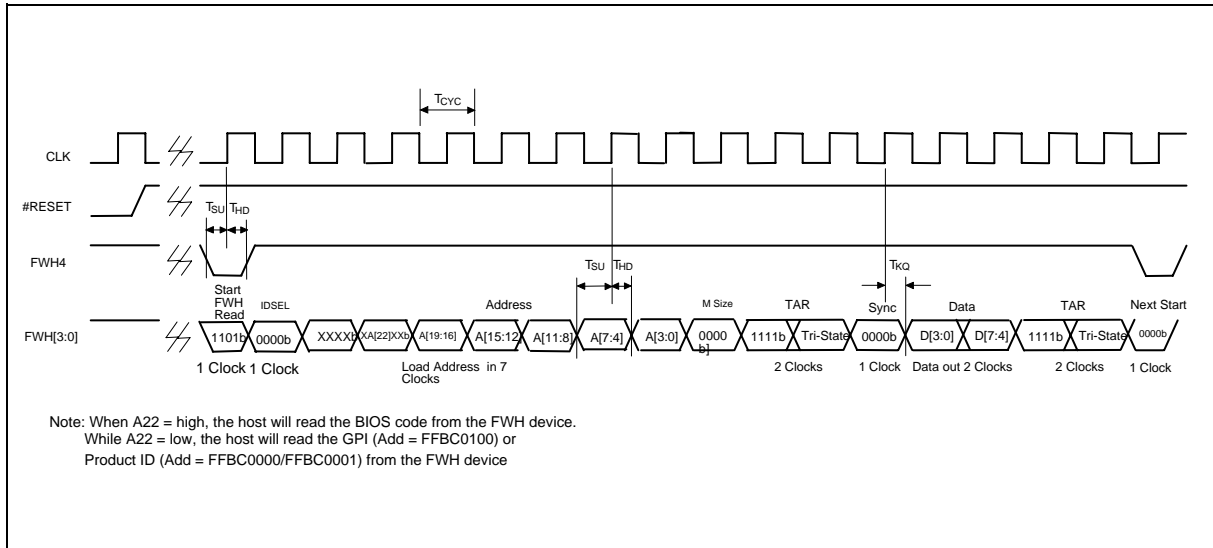 TCYC
CLK
#RESET
TSU THD
FWH4
TSU THD
TKQ
Start
FWH
Read
IDSEL
Address
M Size
TAR
Sync
Data
TAR
Next Start
FWH[3:0]
1101b 0000b XXXXb XA[22]XXb A[19:16] A[15:12] A[11:8] A[7:4] A[3:0] 0000 b] 1111b Tri-State 0000b D[3:0] D[7:4] 1111b Tri-State 0000b
1 Clock 1 Clock
Load Address in 7
Clocks
2 Clocks
1 Clock
Data out 2 Clocks
2 Clocks
1 Clock
Note: When A22 = high, the host will read the BIOS code from the FWH device.
While A22 = low, the host will read the GPI (Add = FFBC0100) or
Product ID (Add = FFBC0000/FFBC0001) from the FWH device